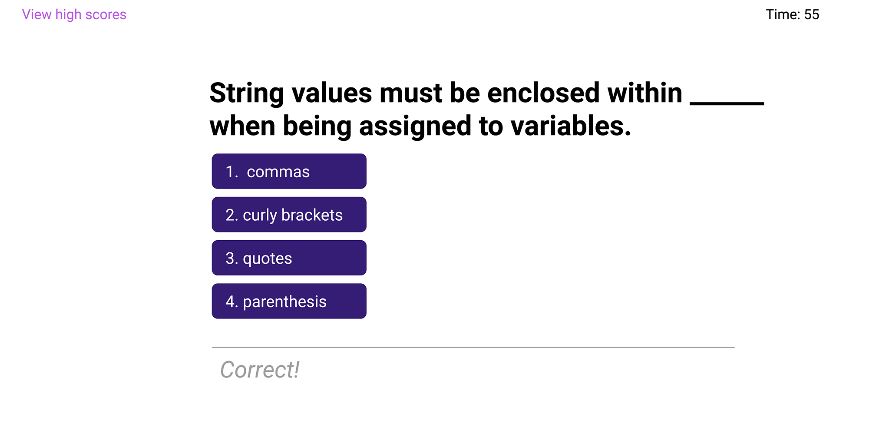 View high scores
Time: 55
String values must be enclosed within ______
when being assigned to variables.
1. commas
2. curly brackets
3. quotes
4. parenthesis
Correct!